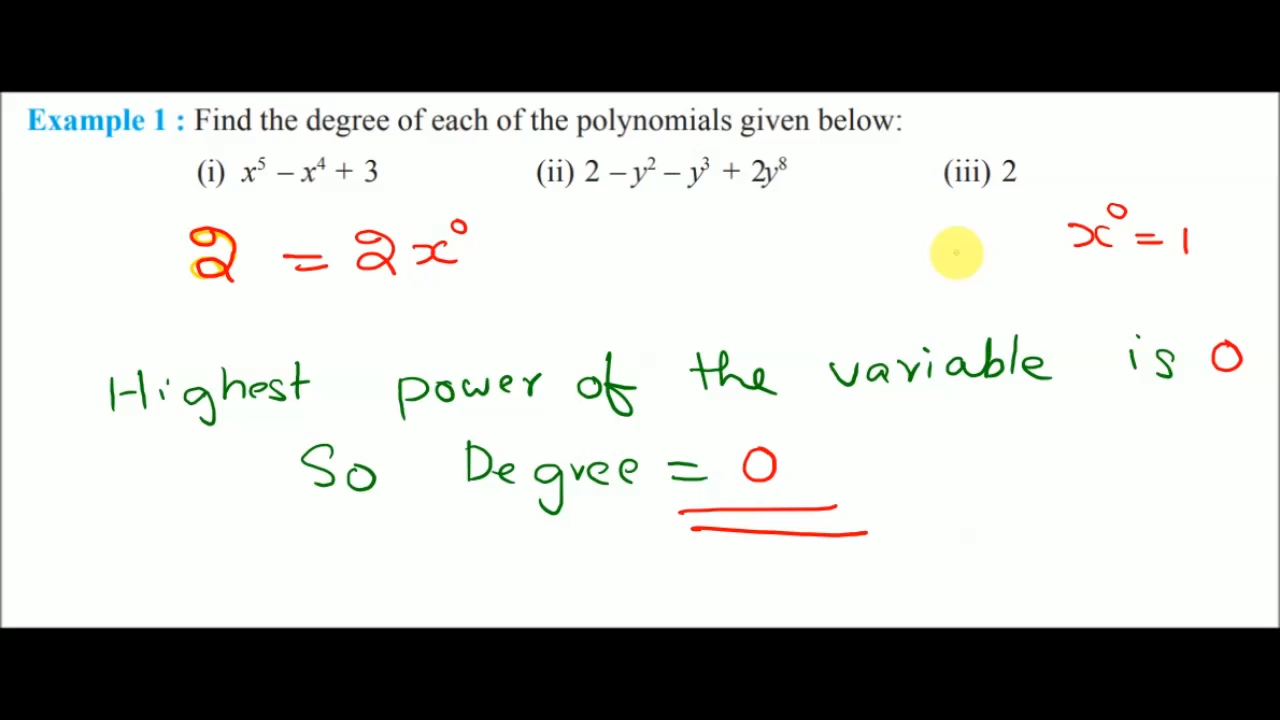 Example 1 : Find the degree of each of the polynomials given below:
(i) x⁵ – x⁴ + 3 (ii) 2 – y² – y³ + 2y⁸ (iii) 2
2 = 2x⁰ x⁰ = 1
Highest power of the variable is 0
So Degree = 0